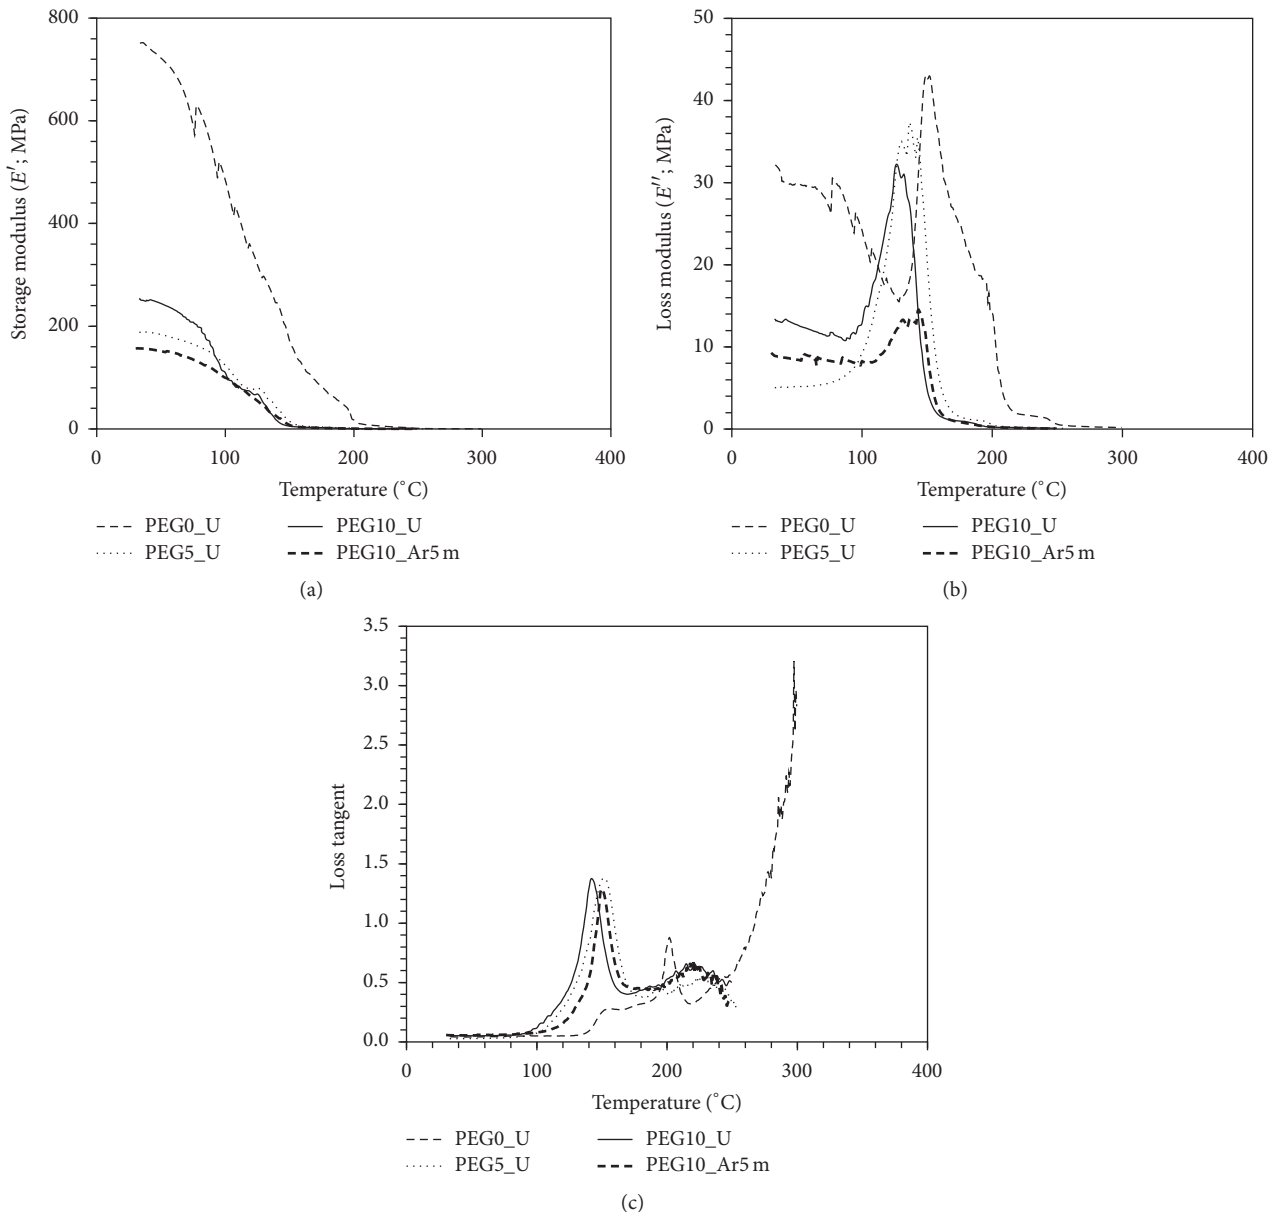 800
600
400
200
0
Storage modulus (E′; MPa)
0 100 200 300 400
Temperature (°C)
PEG0_U PEG10_U
PEG5_U PEG10_Ar5 m
(a)
50
40
30
20
10
0
Loss modulus (E″; MPa)
0 100 200 300 400
Temperature (°C)
PEG0_U PEG10_U
PEG5_U PEG10_Ar5 m
(b)
3.5
3.0
2.5
2.0
1.5
1.0
0.5
0.0
Loss tangent
0 100 200 300 400
Temperature (°C)
PEG0_U PEG10_U
PEG5_U PEG10_Ar5 m
(c)